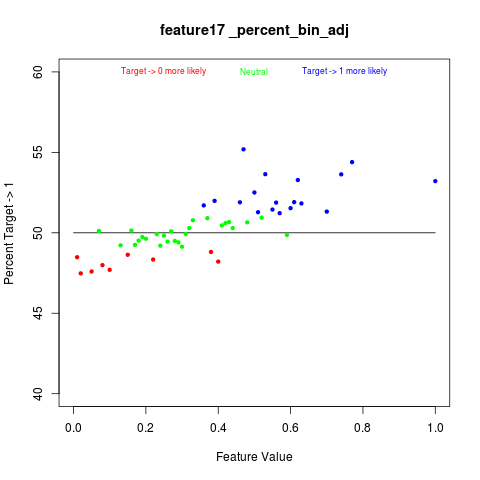 feature17 _percent_bin_adj
Target -> 0 more likely Neutral Target -> 1 more likely
Percent Target -> 1
60
55
50
45
40
0.0 0.2 0.4 0.6 0.8 1.0
Feature Value